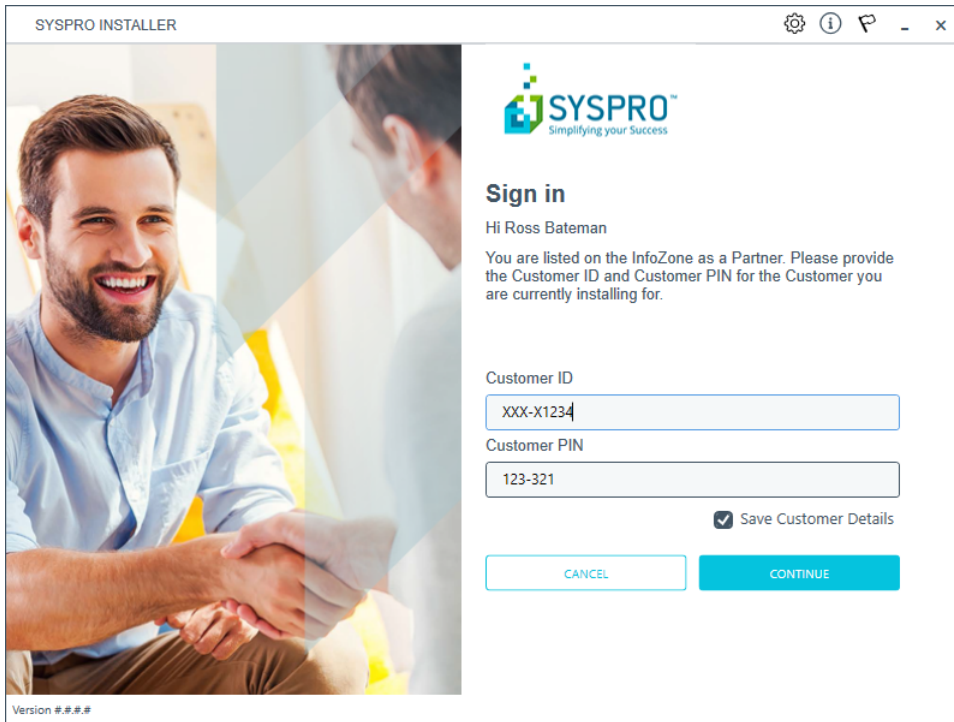 SYSPRO INSTALLER
SYSPRO™
Simplifying your Success
Sign in
Hi Ross Bateman
You are listed on the InfoZone as a Partner. Please provide
the Customer ID and Customer PIN for the Customer you
are currently installing for.
Customer ID
XXX-X1234
Customer PIN
123-321
Save Customer Details
CANCEL
CONTINUE
Version #.#.#.#